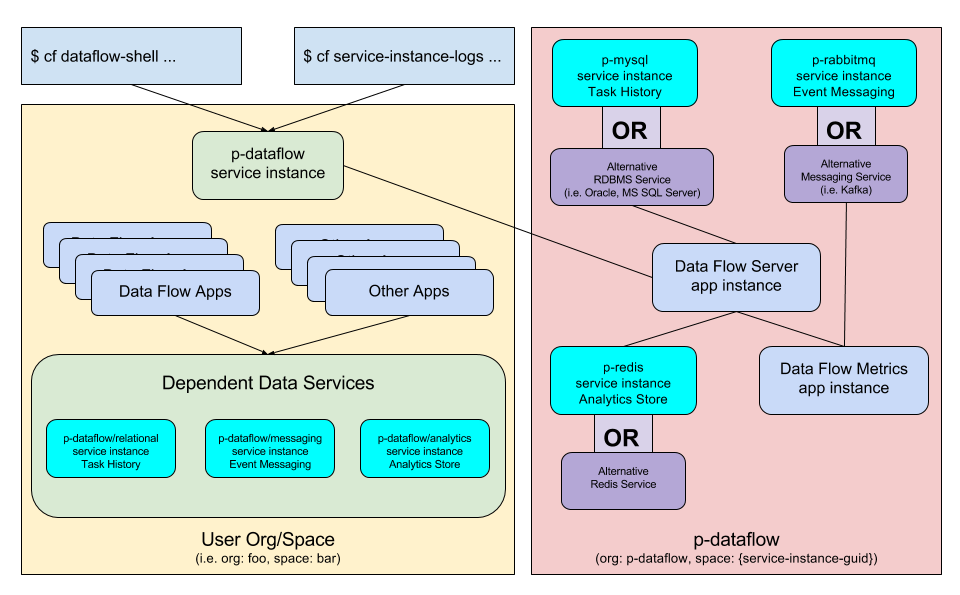 $ cf dataflow-shell ...
$ cf service-instance-logs ...
p-dataflow
service instance
Data Flow Apps
Other Apps
Dependent Data Services
p-dataflow/relational
service instance
Task History
p-dataflow/messaging
service instance
Event Messaging
p-dataflow/analytics
service instance
Analytics Store
User Org/Space
(i.e. org: foo, space: bar)
p-mysql
service instance
Task History
OR
Alternative
RDBMS Service
(i.e. Oracle, MS SQL Server)
p-rabbitmq
service instance
Event Messaging
OR
Alternative
Messaging Service
(i.e. Kafka)
Data Flow Server
app instance
p-redis
service instance
Analytics Store
OR
Alternative
Redis Service
Data Flow Metrics
app instance
p-dataflow
(org: p-dataflow, space: {service-instance-guid})